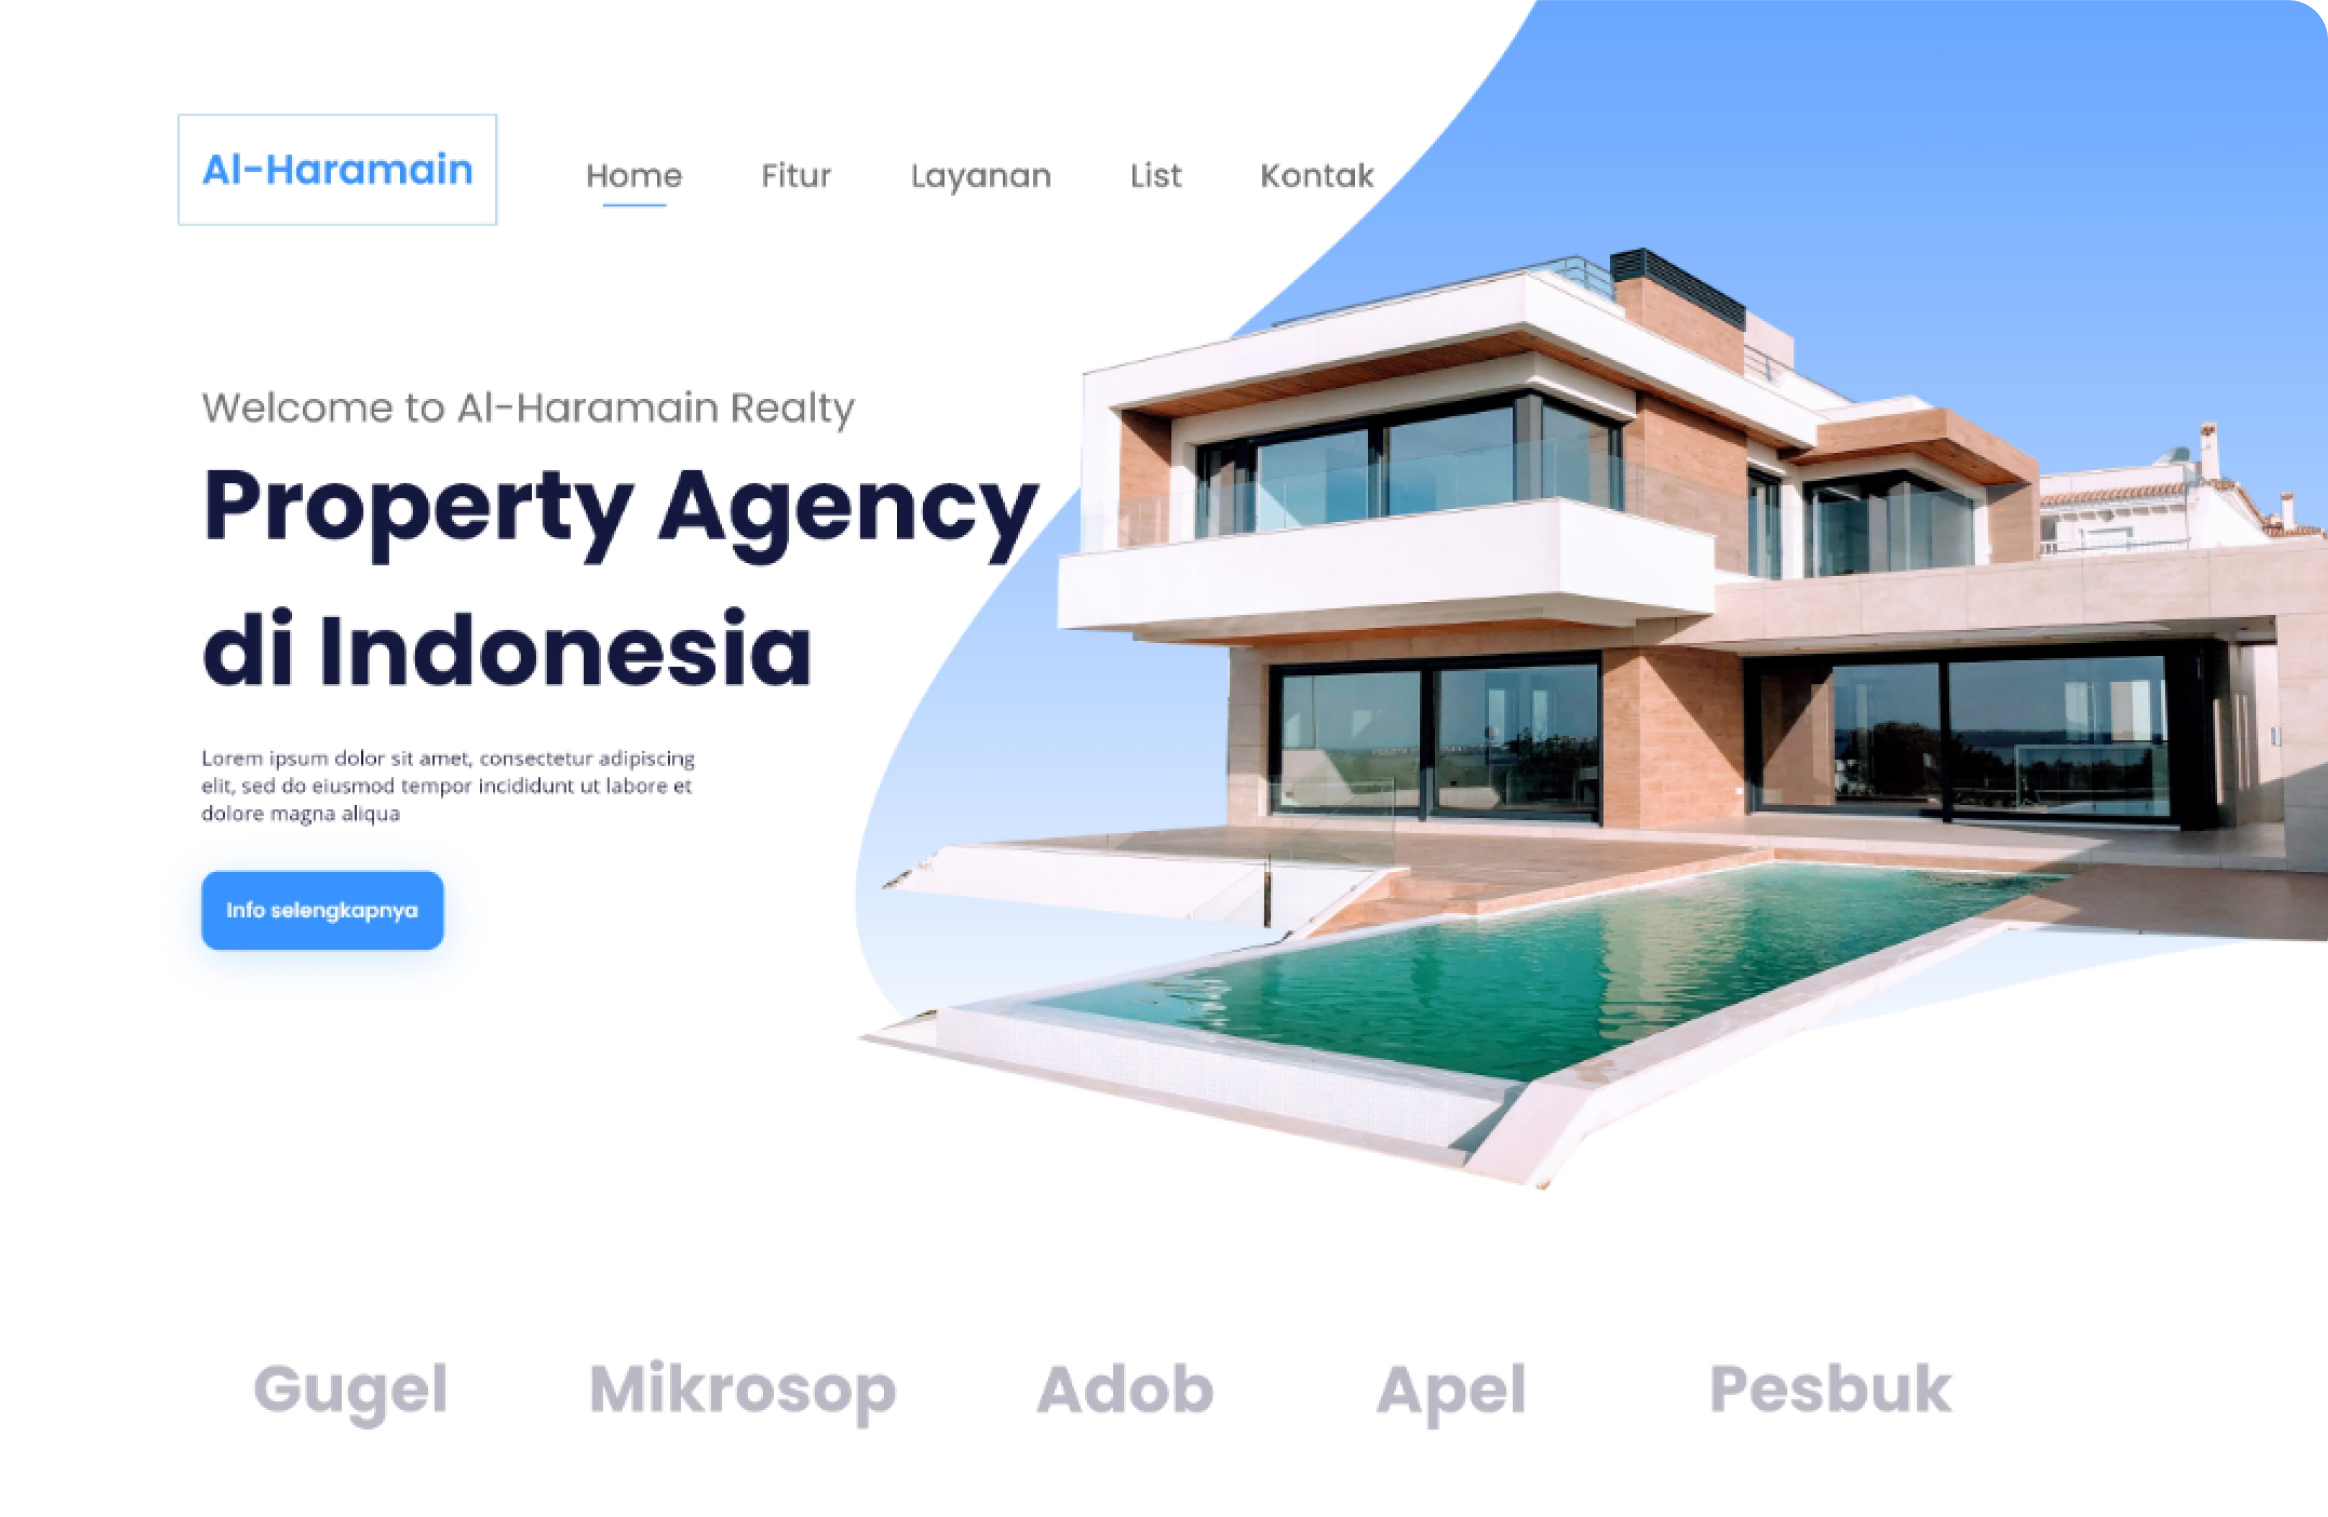 Al-Haramain
Home Fitur Layanan List Kontak
Welcome to Al-Haramain Realty
Property Agency
di Indonesia
Lorem ipsum dolor sit amet, consectetur adipiscing
elit, sed do eiusmod tempor incididunt ut labore et
dolore magna aliqua
Info selengkapnya
Gugel Mikrosop Adob Apel Pesbuk